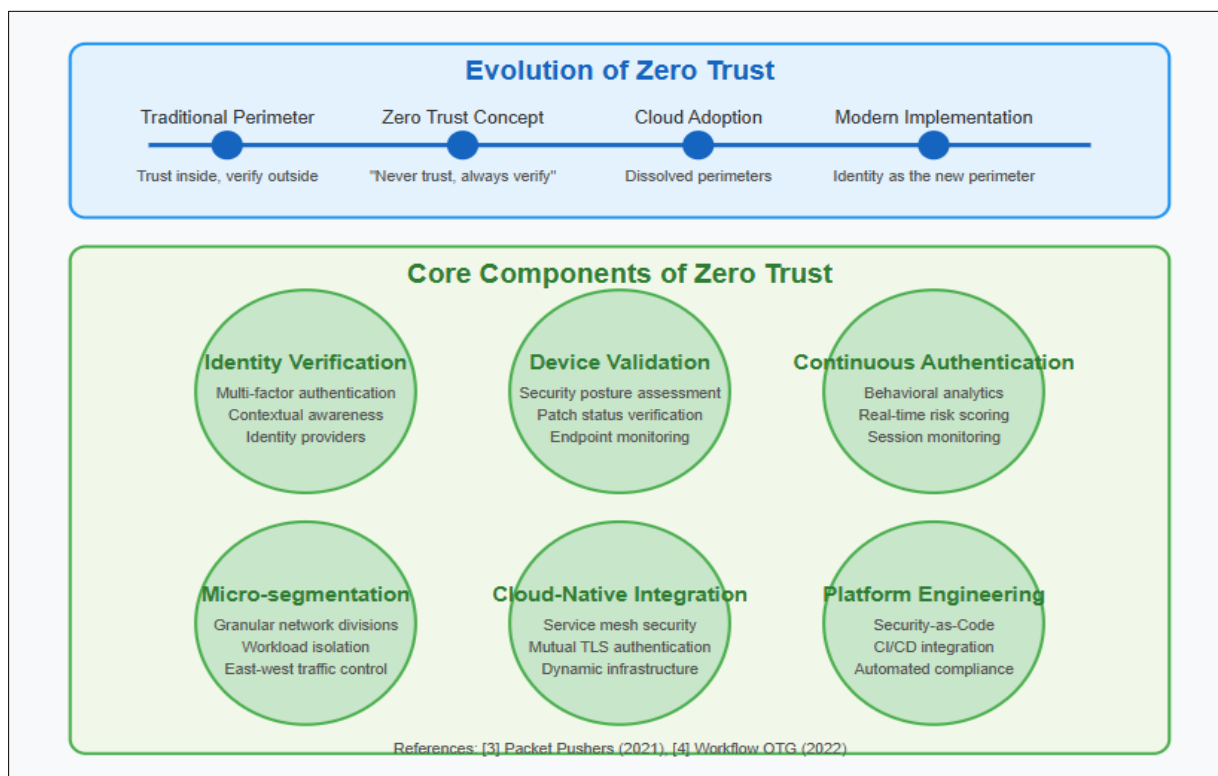 Evolution of Zero Trust
Traditional Perimeter
Zero Trust Concept
Cloud Adoption
Modern Implementation
Trust inside, verify outside
"Never trust, always verify"
Dissolved perimeters
Identity as the new perimeter
Core Components of Zero Trust
Identity Verification
Multi-factor authentication
Contextual awareness
Identity providers
Device Validation
Security posture assessment
Patch status verification
Endpoint monitoring
Continuous Authentication
Behavioral analytics
Real-time risk scoring
Session monitoring
Micro-segmentation
Granular network divisions
Workload isolation
East-west traffic control
Cloud-Native Integration
Service mesh security
Mutual TLS authentication
Dynamic infrastructure
Platform Engineering
Security-as-Code
CI/CD integration
Automated compliance
References: [3] Packet Pushers (2021), [4] Workflow OTG (2022)